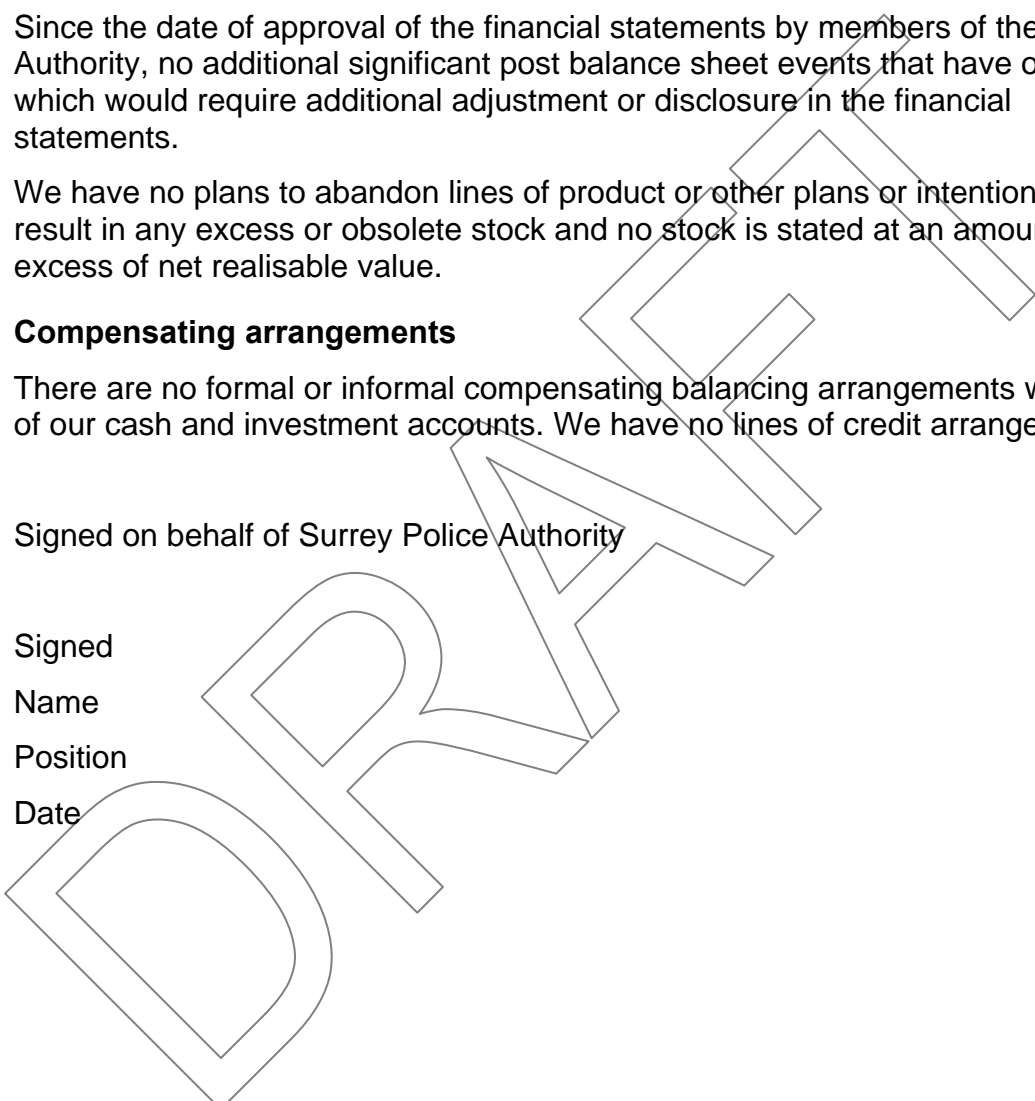 Since the date of approval of the financial statements by members of the
Authority, no additional significant post balance sheet events that have
which would require additional adjustment or disclosure in the financial
statements.
We have no plans to abandon lines of product or other plans or intention
result in any excess or obsolete stock and no stock is stated at an
excess of net realisable value.
Compensating arrangements
There are no formal or informal compensating balancing arrangements
of our cash and investment accounts. We have no lines of credit
Signed on behalf of Surrey Police Authority
Signed
Name
Position
Date
DRAFT